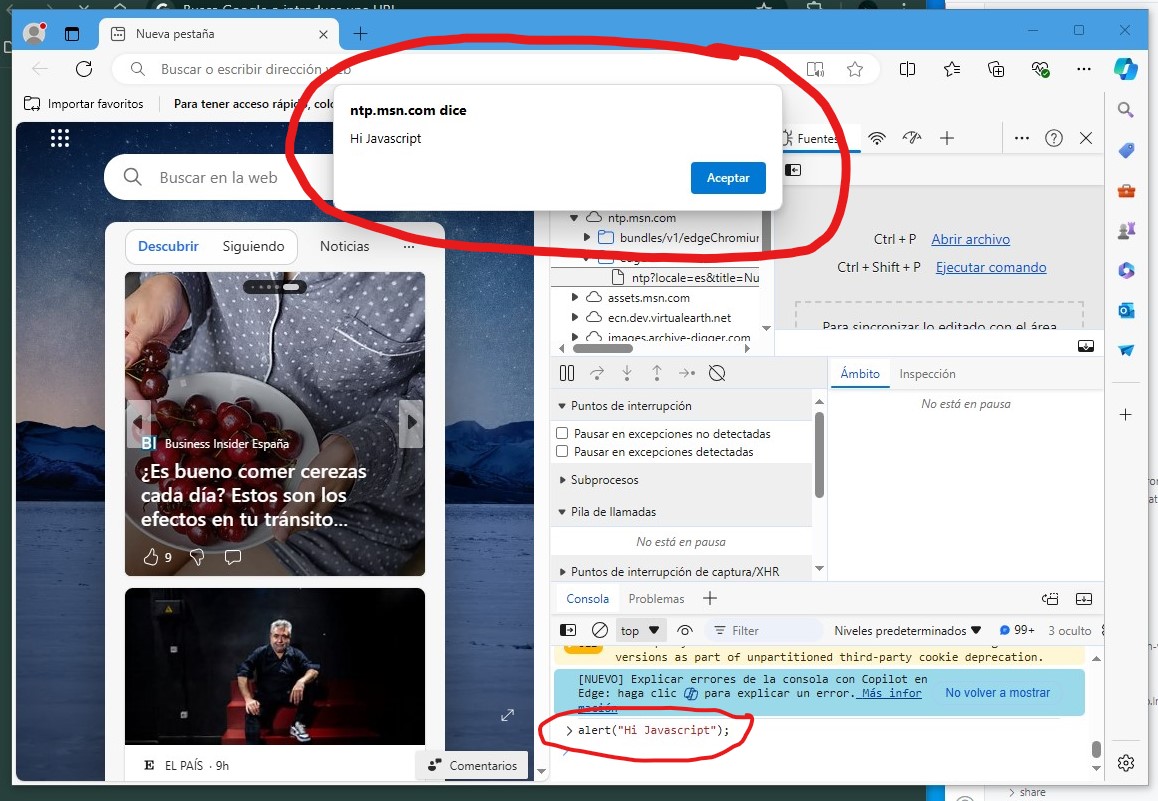 Nueva pestaña
Buscar o escribir dirección web
Importar favoritos
Para tener acceso rápido,
ntp.msn.com dice
Hi Javascript
Aceptar
Fuentes
Buscar en la web
ntp.msn.com
bundles/v1/edgeChromium
ntp?locale=es&title=Nu
assets.msn.com
ecn.dev.virtualearth.net
images.archive-digger.com
Ctrl + P Abrir archivo
Ctrl + Shift + P Ejecutar comando
Para sincronizar lo editado con el área
Descubrir
Siguiendo
Noticias
BI Business Insider España
¿Es bueno comer cerezas
cada día? Estos son los
efectos en tu tránsito...
9
E EL PAÍS · 9h
Comentarios
Ámbito
Inspección
No está en pausa
Puntos de interrupción
Pausar en excepciones no detectadas
Pausar en excepciones detectadas
Subprocesos
Pila de llamadas
No está en pausa
Puntos de interrupción de captura/XHR
Consola
Problemas
top
Filter
Niveles predeterminados
99+
3 oculto
versions as part of unpartitioned third-party cookie deprecation.
[NUEVO] Explicar errores de la consola con Copilot en
Edge: haga clic para explicar un error. Más infor
mación
No volver a mostrar
> alert("Hi Javascript");
> share